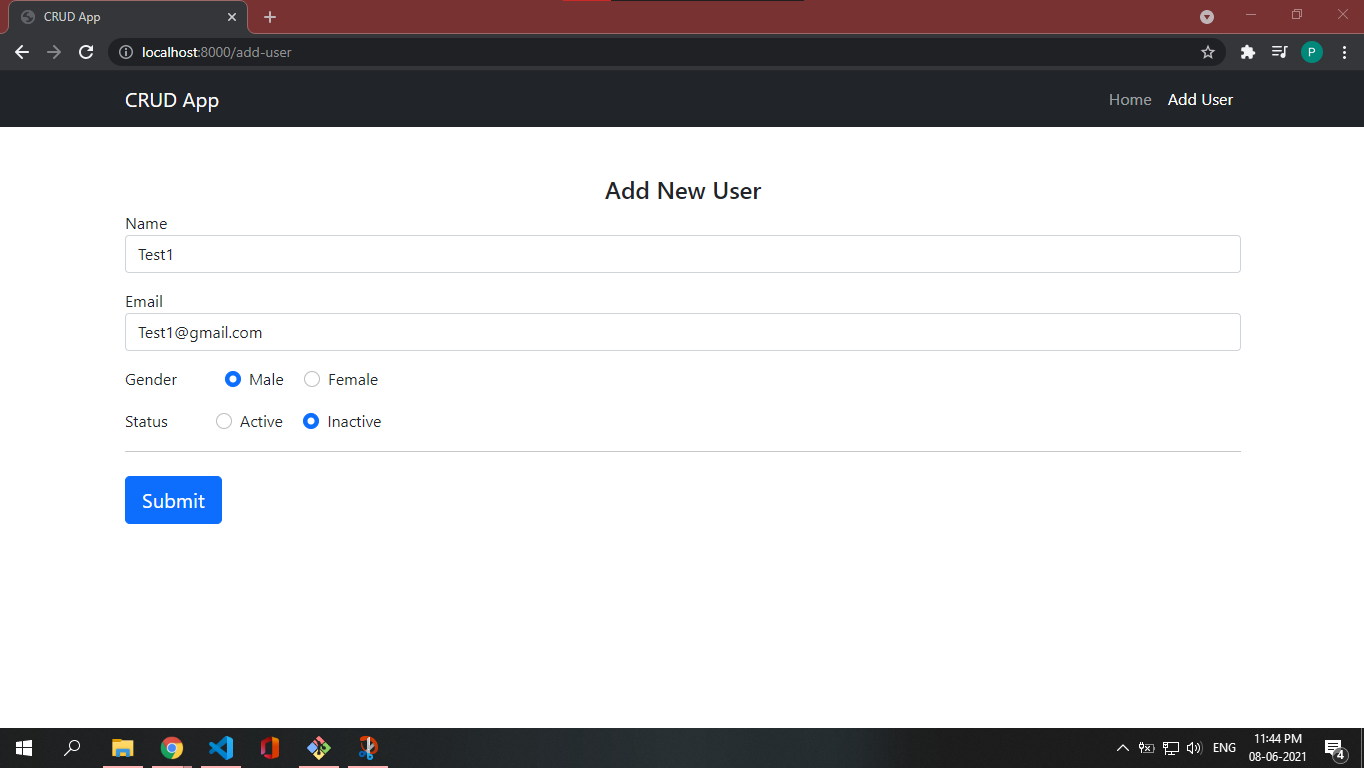 CRUD App
localhost:8000/add-user
P
CRUD App
Home Add User
Add New User
Name
Test1
Email
Test1@gmail.com
Gender Male Female
Status Active Inactive
Submit
ENG
11:44 PM
08-06-2021
4